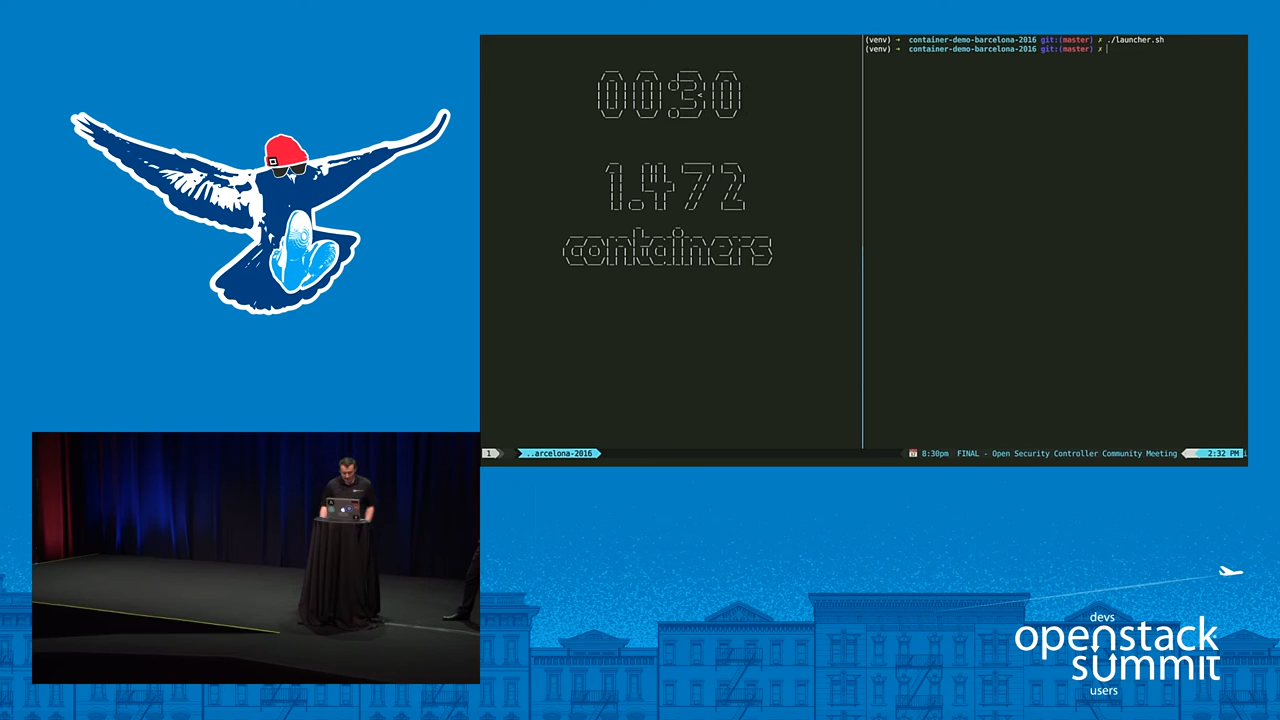 00:30
1.472
containers
(venv) → container-demo-barcelona-2016 git:(master) ✗ ./launcher.sh
(venv) → container-demo-barcelona-2016 git:(master) ✗
1
..arcelona-2016
8:30pm FINAL - Open Security Controller Community Meeting
2:32 PM
devs
openstack
summit
users